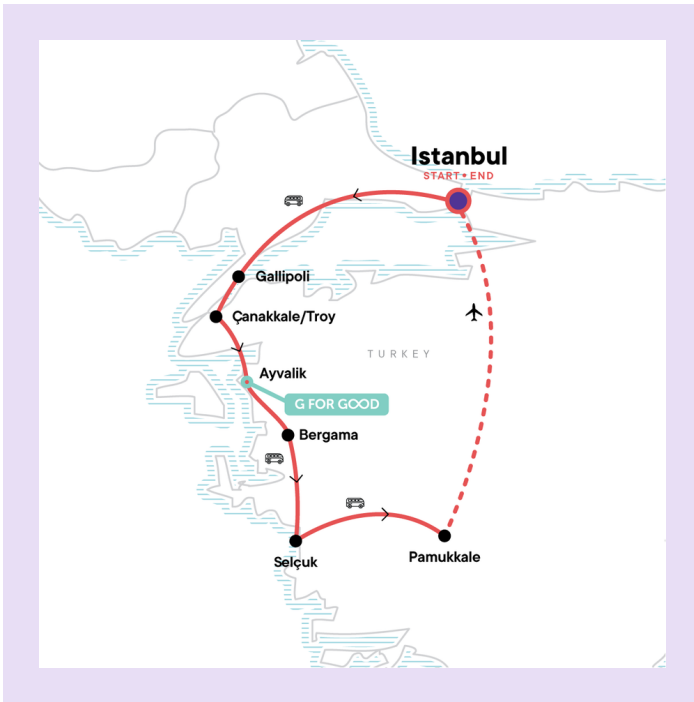 Istanbul
START•END
Gallipoli
Çanakkale/Troy
TURKEY
Ayvalik
G FOR GOOD
Bergama
Selçuk
Pamukkale